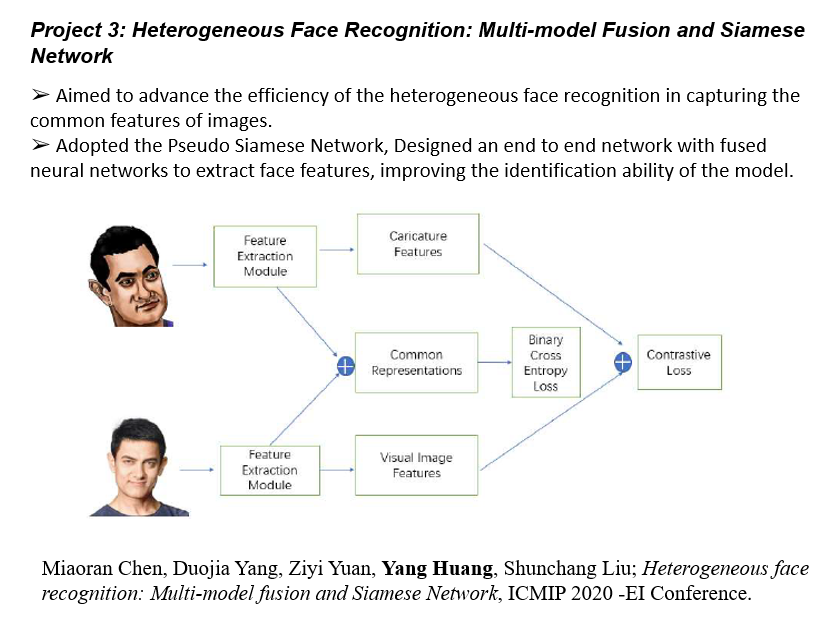 Project 3: Heterogeneous Face Recognition: Multi-model Fusion and Siamese
Network
➢ Aimed to advance the efficiency of the heterogeneous face recognition in capturing the
common features of images.
➢ Adopted the Pseudo Siamese Network, Designed an end to end network with fused
neural networks to extract face features, improving the identification ability of the model.
Feature
Extraction
Module
Caricature
Features
Common
Representations
Binary
Cross
Entropy
Loss
Contrastive
Loss
Feature
Extraction
Module
Visual Image
Features
Miaoran Chen, Duojia Yang, Ziyi Yuan, Yang Huang, Shunchang Liu; Heterogeneous face
recognition: Multi-model fusion and Siamese Network, ICMIP 2020 -EI Conference.